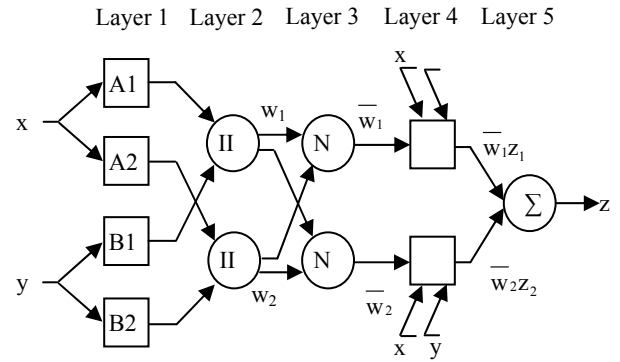 Layer 1 Layer 2 Layer 3 Layer 4 Layer 5
x
A1
w₁
w̅₁
x
A2
II
N
w̅₁z₁
Σ
z
B1
y
II
N
w₂
w̅₂
w̅₂z₂
B2
x y